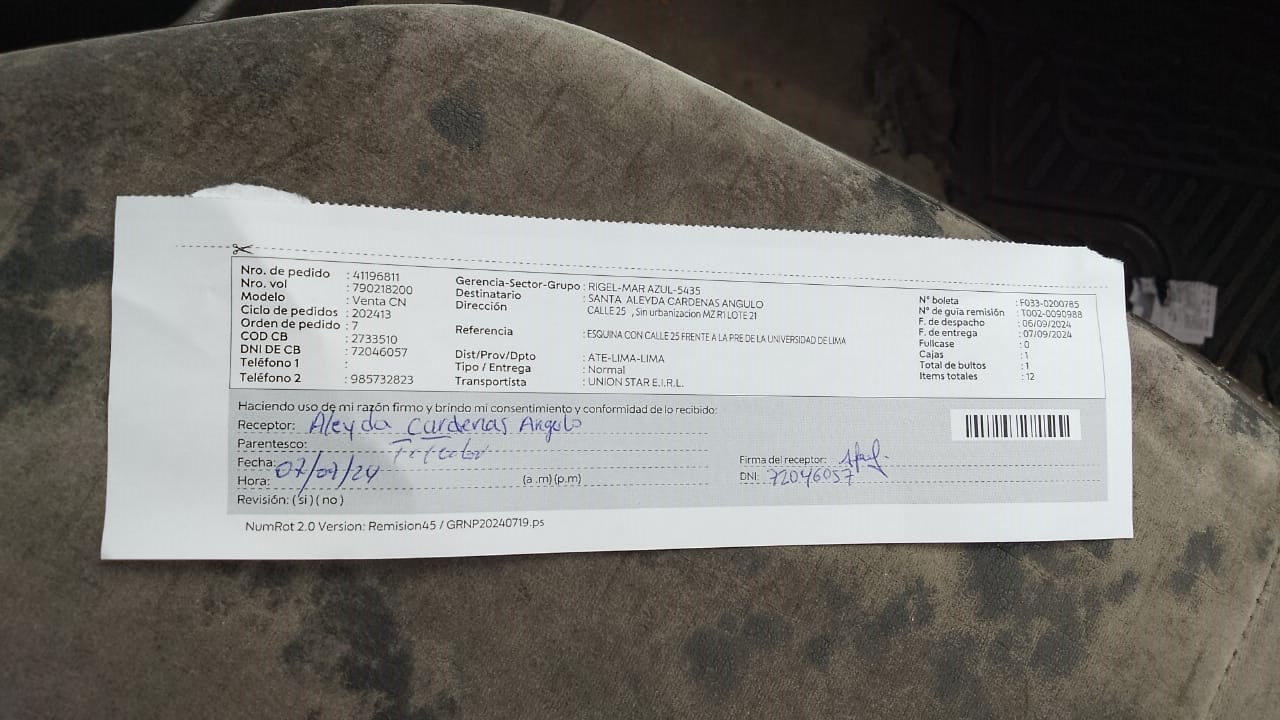 Nro. de pedido : 41196811
Nro. vol : 790218200
Modelo : Venta CN
Ciclo de pedidos : 202413
Orden de pedido : 7
COD CB : 2733510
DNI DE CB : 72046057
Teléfono 1 :
Teléfono 2 : 985732823
Gerencia-Sector-Grupo : RIGEL-MAR AZUL-5435
Destinatario : SANTA ALEYDA CARDENAS ANGULO
Dirección CALLE 25 , Sin urbanizacion MZ R1 LOTE 21
Referencia : ESQUINA CON CALLE 25 FRENTE A LA PRE DE LA UNIVERSIDAD DE LIMA
Dist/Prov/Dpto : ATE-LIMA-LIMA
Tipo / Entrega : Normal
Transportista : UNION STAR E.I.R.L.
N° boleta : F033-0200785
N° de guia remisión : T002-0090988
F. de despacho : 06/09/2024
F. de entrega : 07/09/2024
Fullcase : 0
Cajas : 1
Total de bultos : 1
Items totales : 12
Haciendo uso de mi razón firmo y brindo mi consentimiento y conformidad de lo recibido:
Receptor: Aleyda cardenas Angulo
Parentesco:
Fecha: 07/09/24
Hora: (a .m) (p.m)
Revisión: ( si ) ( no )
Firma del receptor:
DNI: 72046057
NumRot 2.0 Version: Remision45 / GRNP20240719.ps